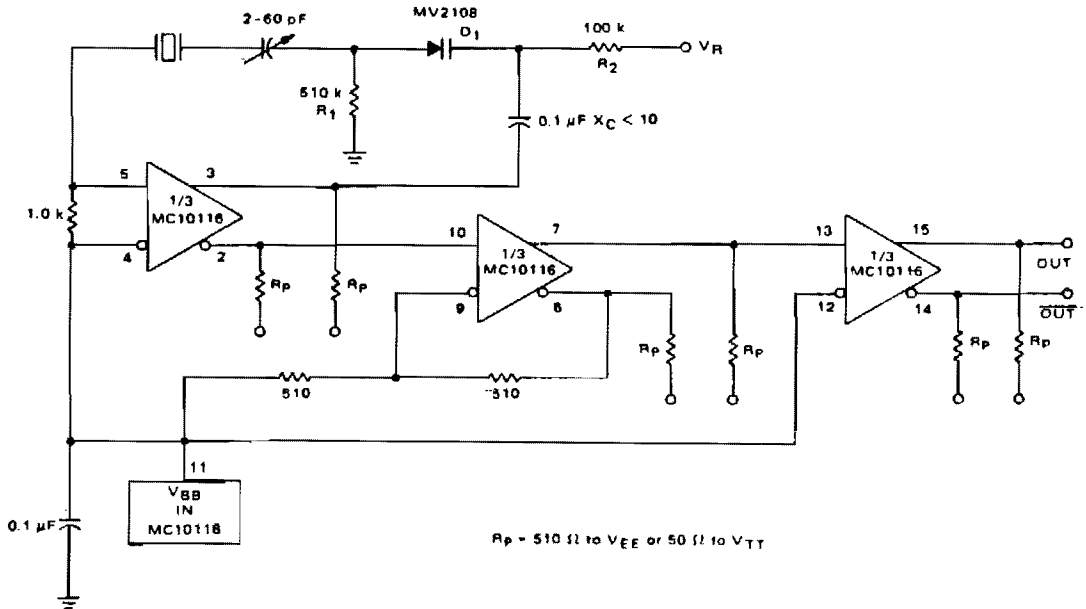 2-60 pF
MV2108
D1
100 k
R2
VR
510 k
R1
0.1 µF XC < 10
5
3
1/3
MC10116
1.0 k
4
2
10
7
1/3
MC10116
13
15
1/3
MC10116
OUT
RP
RP
9
6
12
14
OUT
RP
RP
RP
RP
510
510
11
VBB
IN
MC10116
0.1 µF
RP = 510 Ω to VEE or 50 Ω to VTT